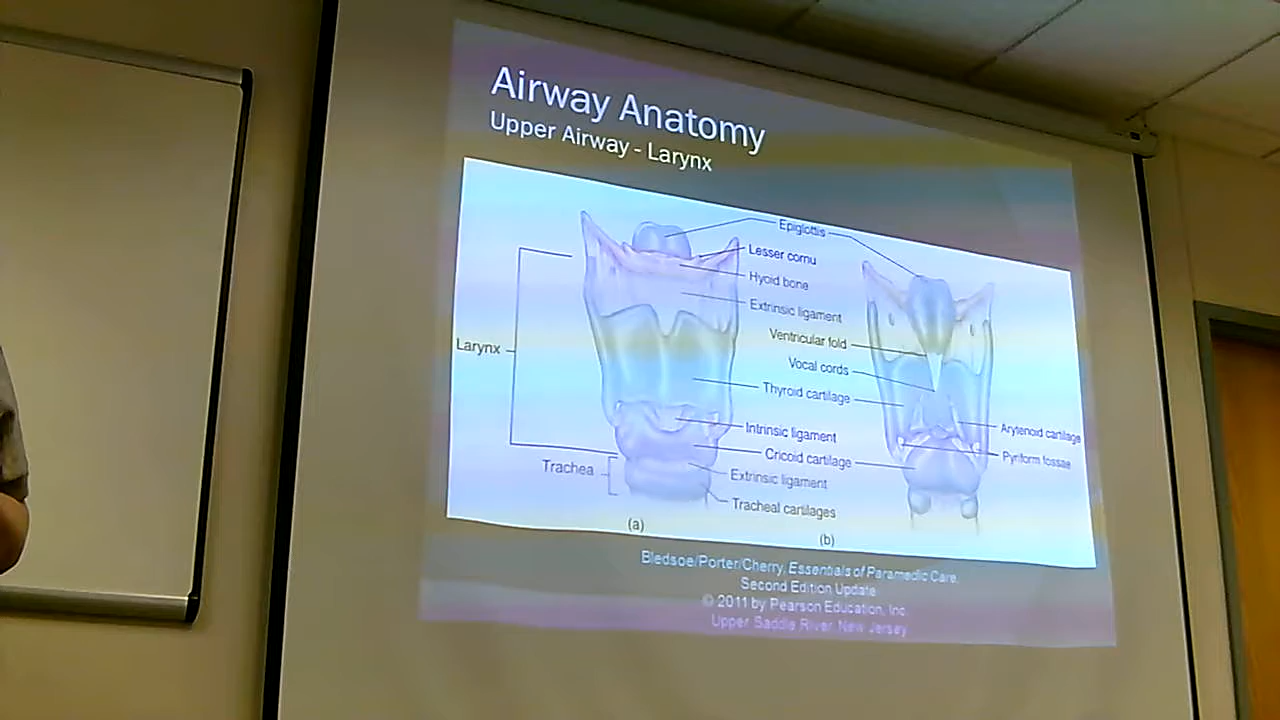 Airway Anatomy
Upper Airway - Larynx
Epiglottis
Lesser cornu
Hyoid bone
Extrinsic ligament
Ventricular fold
Larynx
Vocal cords
Thyroid cartilage
Intrinsic ligament
Arytenoid cartilage
Cricoid cartilage
Pyriform fossae
Trachea
Extrinsic ligament
Tracheal cartilages
(a)
(b)
Bledsoe/Porter/Cherry, Essentials of Paramedic Care,
Second Edition Update
© 2011 by Pearson Education, Inc.
Upper Saddle River, New Jersey